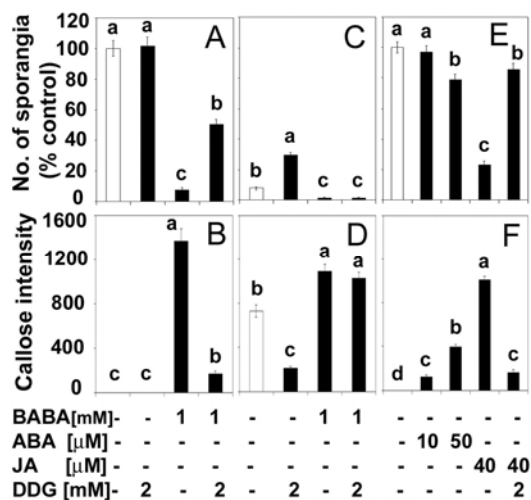 No. of sporangia
(% control)
120
100
80
60
40
20
0
A
a
a
c
b
C
b
a
c
c
E
a
a
b
c
b
Callose intensity
1600
1200
800
400
0
B
c
c
a
b
D
b
c
a
a
F
d
c
b
a
c
BABA[mM]- - 1 1 - - 1 1 - - - - -
ABA [μM]- - - - - - - - - 10 50 - -
JA [μM]- - - - - - - - - - - 40 40
DDG [mM]- 2 - 2 - 2 - 2 - - - - 2